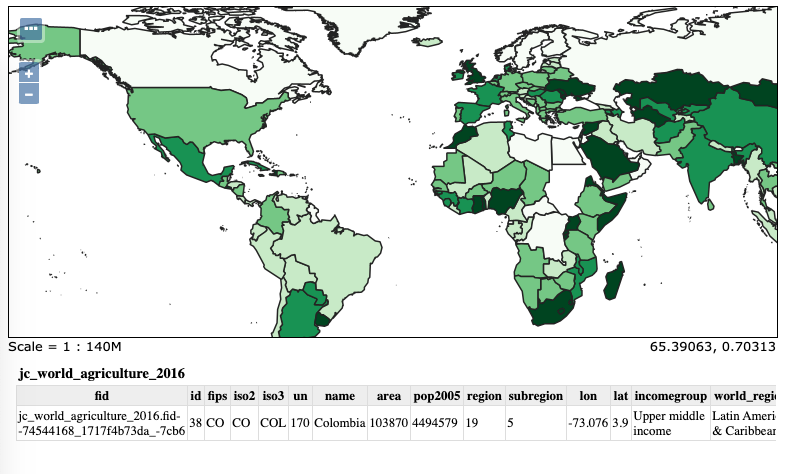 ...
+
−
Scale = 1 : 140M 65.39063, 0.70313
jc_world_agriculture_2016
fid id fips iso2 iso3 un name area pop2005 region subregion lon lat incomegroup world_regi
jc_world_agriculture_2016.fid-
-74544168_1717f4b73da_-7cb6 38 CO CO COL 170 Colombia 103870 4494579 19 5 -73.076 3.9 Upper middle income Latin Ameri & Caribbean